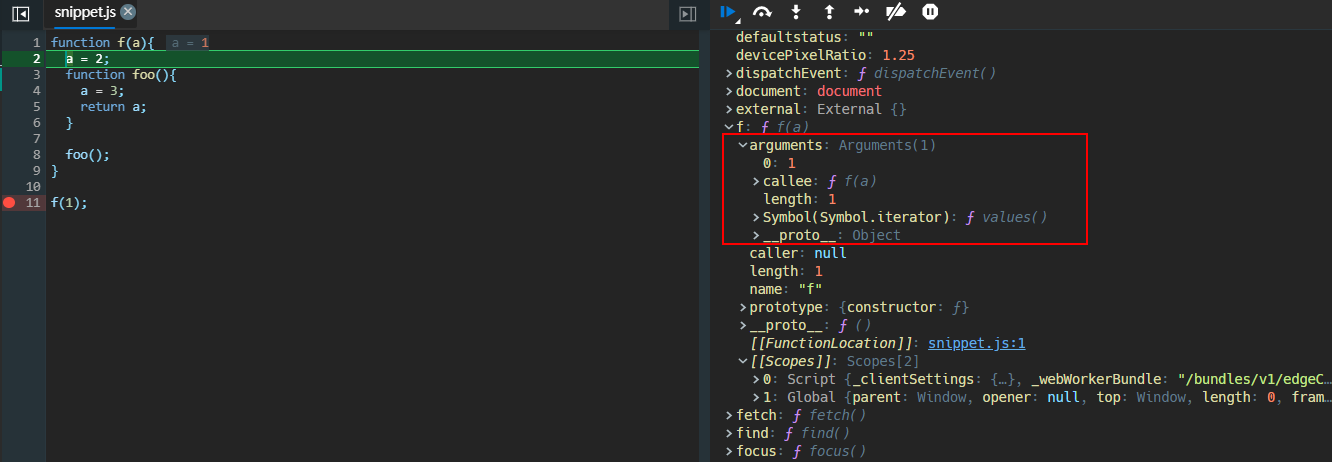 snippet.js
1 function f(a){ a = 1
2 a = 2;
3 function foo(){
4 a = 3;
5 return a;
6 }
7
8 foo();
9 }
10
11 f(1);
defaultstatus: ""
devicePixelRatio: 1.25
dispatchEvent: ƒ dispatchEvent()
document: document
external: External {}
f: ƒ f(a)
arguments: Arguments(1)
0: 1
callee: ƒ f(a)
length: 1
Symbol(Symbol.iterator): ƒ values()
__proto__: Object
caller: null
length: 1
name: "f"
prototype: {constructor: ƒ}
__proto__: ƒ ()
[[FunctionLocation]]: snippet.js:1
[[Scopes]]: Scopes[2]
0: Script {_clientSettings: {…}, _webWorkerBundle: "/bundles/v1/edgeC…
1: Global {parent: Window, opener: null, top: Window, length: 0, fram…
fetch: ƒ fetch()
find: ƒ find()
focus: ƒ focus()